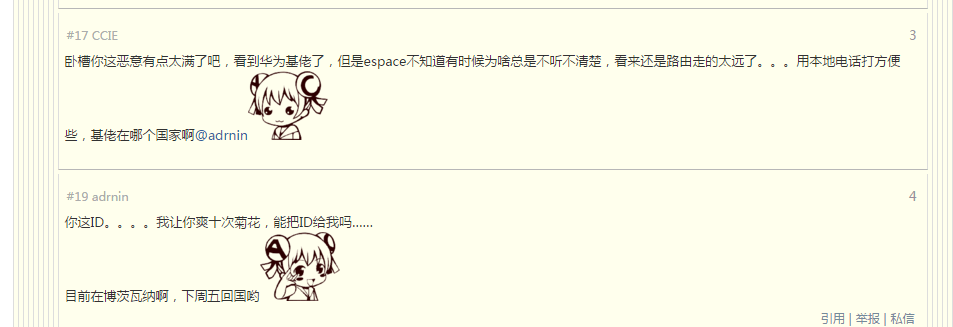 #17 CCIE 3
卧槽你这恶意有点太满了吧，看到华为基佬了，但是espace不知道有时候为啥总是不听不清楚，看来还是路由走的太远了。。。用本地电话打方便
些，基佬在哪个国家啊@adrnin
#19 adrnin 4
你这ID。。。。我让你爽十次菊花，能把ID给我吗……
目前在博茨瓦纳啊，下周五回国哟
引用 | 举报 | 私信